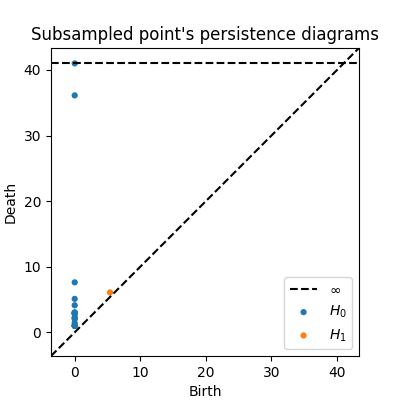 Subsampled point's persistence diagrams
40
30
20
10
0
Death
∞
H₀
H₁
0 10 20 30 40
Birth